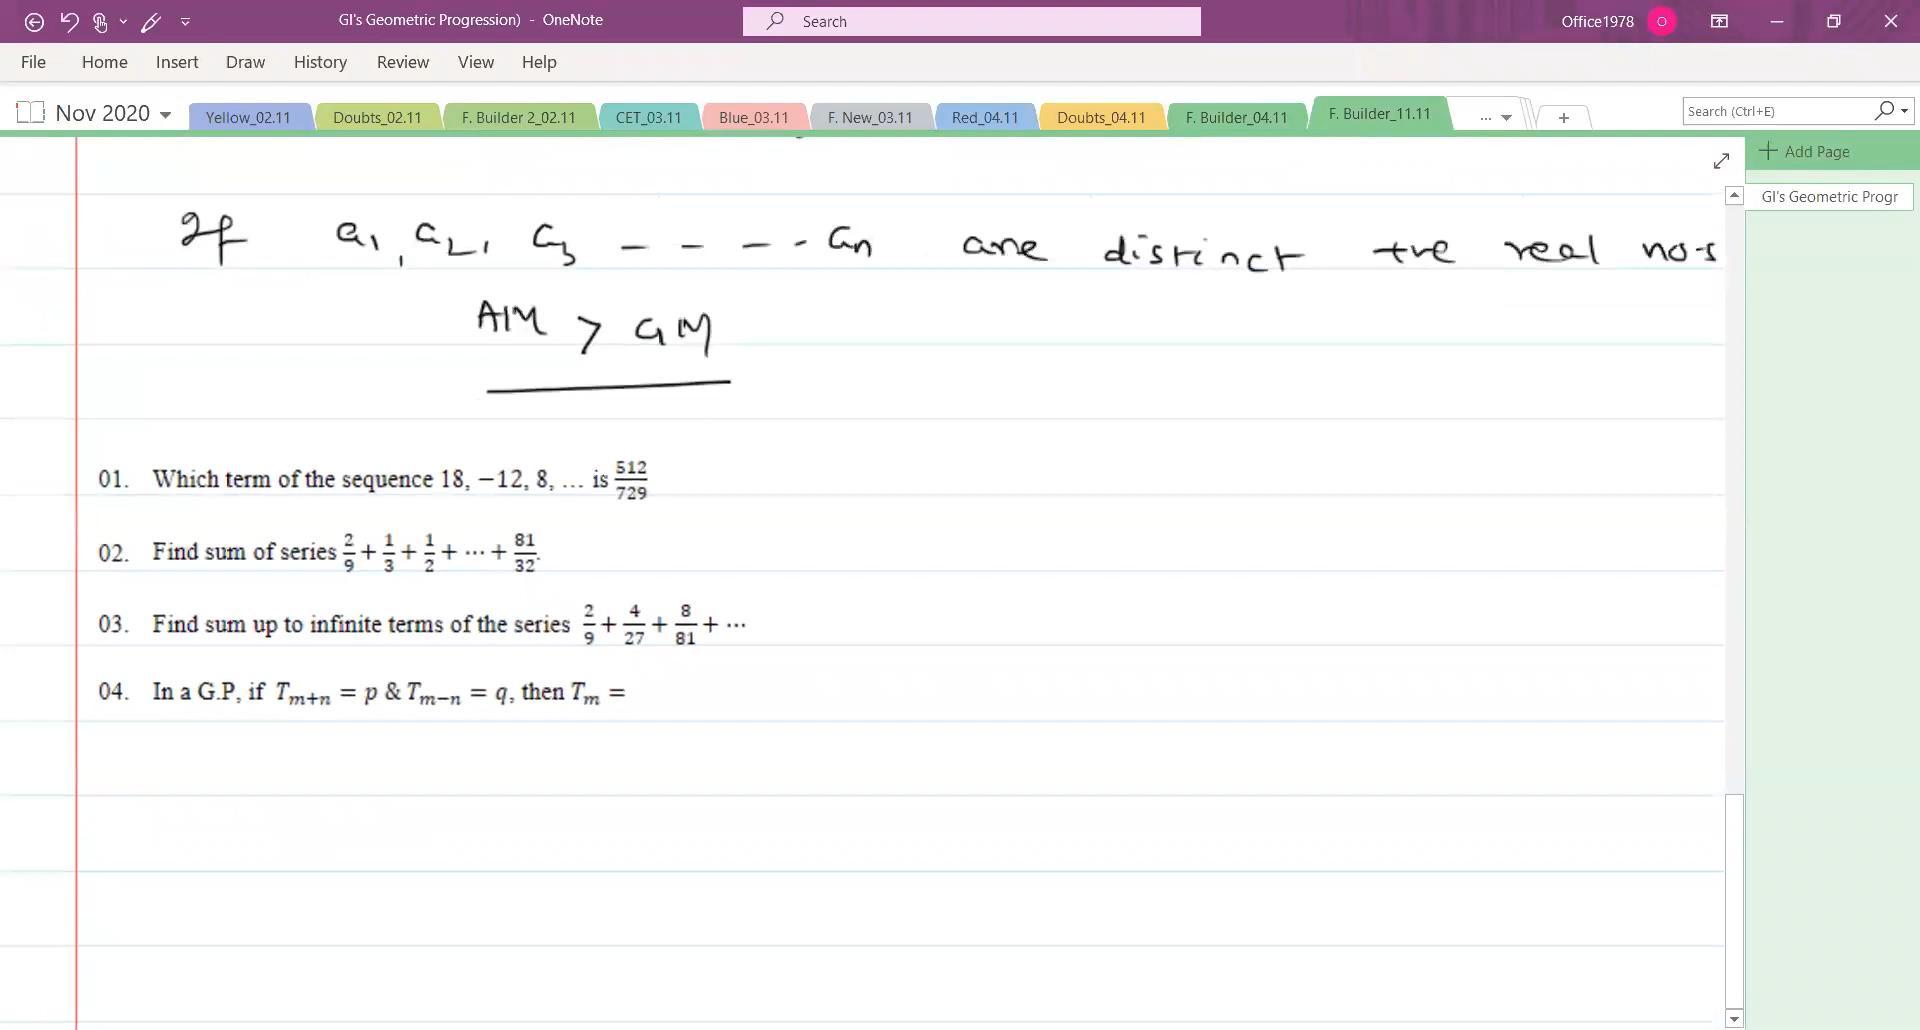 GI's Geometric Progression) - OneNote
Search
Office1978
O
File Home Insert Draw History Review View Help
Nov 2020
Yellow_02.11 Doubts_02.11 F. Builder 2_02.11 CET_03.11 Blue_03.11 F. New_03.11 Red_04.11 Doubts_04.11 F. Builder_04.11 F. Builder_11.11 ... +
Search (Ctrl+E)
+ Add Page
GI's Geometric Progr
If a₁, a₂, a₃ - - - - aₙ are distinct +ve real no-s
AM > GM
01. Which term of the sequence 18, −12, 8, … is 512/729
02. Find sum of series 2/9 + 1/3 + 1/2 + ⋯ + 81/32.
03. Find sum up to infinite terms of the series 2/9 + 4/27 + 8/81 + ⋯
04. In a G.P, if Tₘ₊ₙ = p & Tₘ₋ₙ = q, then Tₘ =